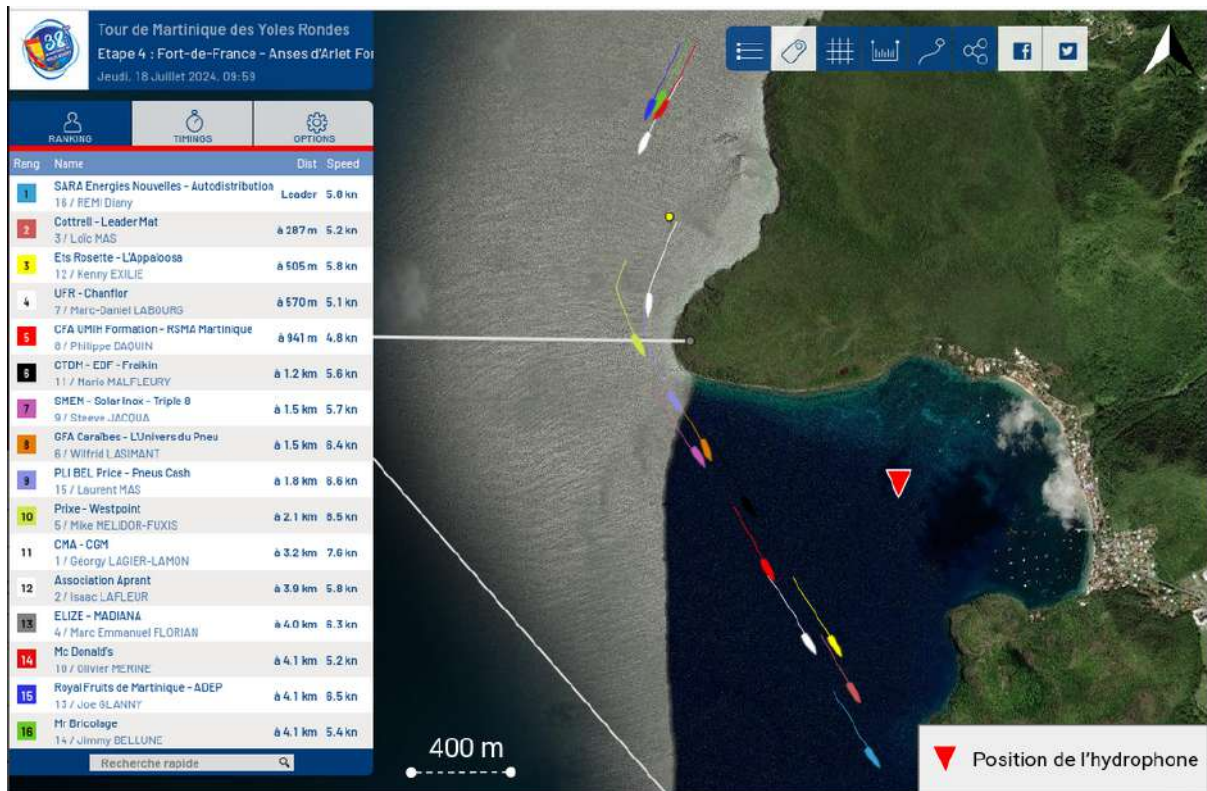 38
Tour de Martinique des Yoles Rondes
Etape 4 : Fort-de-France - Anses d'Arlet For
Jeudi, 18 Juillet 2024, 09:59
RANKING TIMINGS OPTIONS
Rang Name Dist Speed
1 SARA Energies Nouvelles - Autodistribution Leader 5.8 kn
16 / REMI Diany
2 Cottrell - Leader Mat à 287 m 5.2 kn
3 / Loïc MAS
3 Ets Rosette - L'Appaloosa à 505 m 5.8 kn
12 / Kenny EXILIE
4 UFR - Chanflor à 570 m 5.1 kn
7 / Marc-Daniel LABOURG
5 CFA UMIH Formation - RSMA Martinique à 941 m 4.8 kn
8 / Philippe DAQUIN
6 CTDM - EDF - Freikin à 1.2 km 5.6 kn
11 / Mario MALFLEURY
7 SMEM - Solar Inox - Triple 8 à 1.5 km 5.7 kn
9 / Steeve JACQUA
8 GFA Caraïbes - L'Univers du Pneu à 1.5 km 6.4 kn
6 / Wilfrid LASIMANT
9 PLI BEL Price - Pneus Cash à 1.8 km 6.6 kn
15 / Laurent MAS
10 Prixe - Westpoint à 2.1 km 6.5 kn
5 / Mike MELIDOR-FUXIS
11 CMA - CGM à 3.2 km 7.6 kn
1 / Géorgy LAGIER-LAMON
12 Association Aprant à 3.9 km 5.8 kn
2 / Isaac LAFLEUR
13 ELIZE - MADIANA à 4.0 km 6.3 kn
4 / Marc Emmanuel FLORIAN
14 Mc Donald's à 4.1 km 5.2 kn
10 / Olivier MERINE
15 Royal Fruits de Martinique - ADEP à 4.1 km 6.5 kn
13 / Joe GLANNY
16 Mr Bricolage à 4.1 km 5.4 kn
14 / Jimmy BELLUNE
Recherche rapide
400 m
Position de l'hydrophone